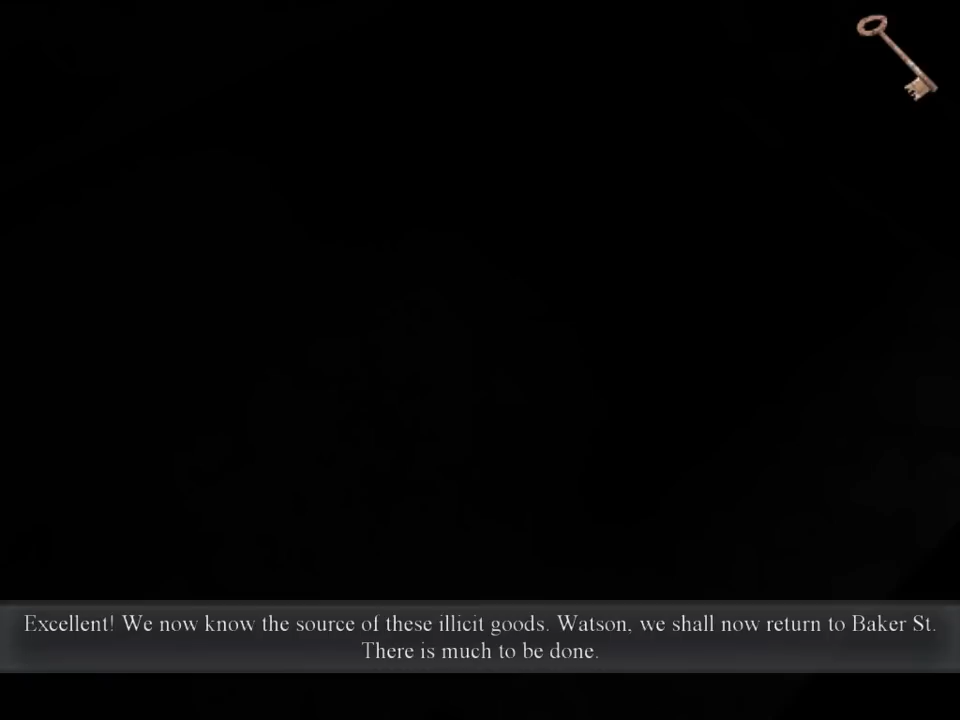 Excellent! We now know the source of these illicit goods. Watson, we shall now return to Baker St.
There is much to be done.